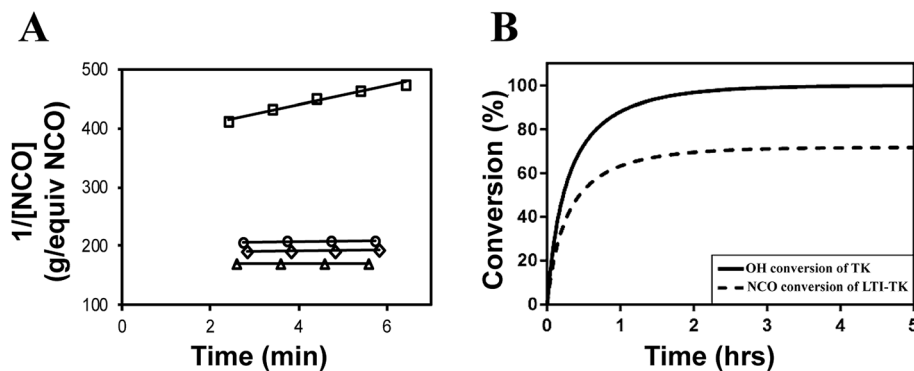 A
1/[NCO]
(g/equiv NCO)
500
400
300
200
100
0
2
4
6
Time (min)
B
Conversion (%)
100
80
60
40
20
0
OH conversion of TK
NCO conversion of LTI-TK
0
1
2
3
4
5
Time (hrs)